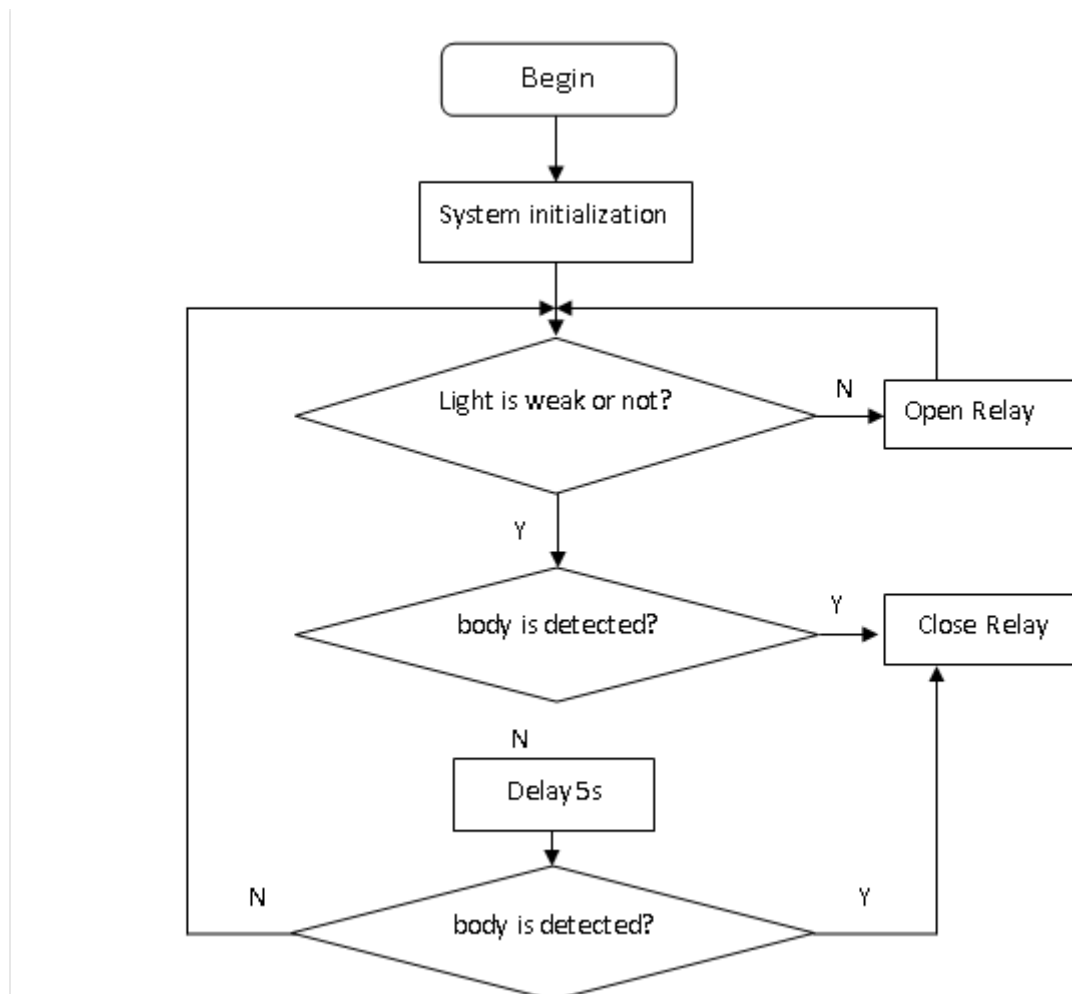 Begin
System initialization
Light is weak or not?
N
Open Relay
Y
body is detected?
Y
Close Relay
N
Delay 5s
N
body is detected?
Y